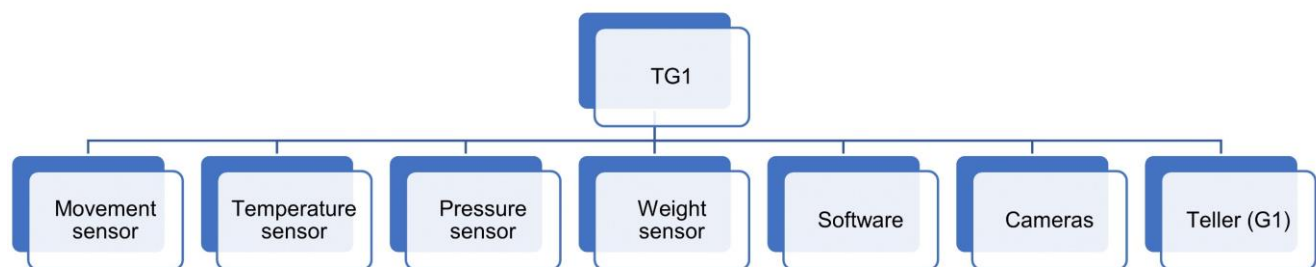 TG1
Movement
sensor
Temperature
sensor
Pressure
sensor
Weight
sensor
Software
Cameras
Teller (G1)